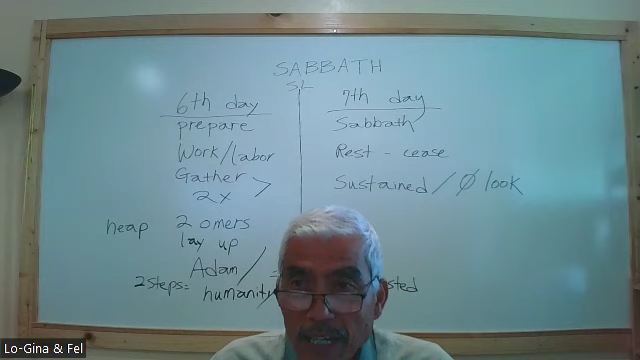 SABBATH
6th day
prepare
Work/labor
Gather >
2x
heap 2 omers
lay up
2 steps: Adam/
humanity
7th day
Sabbath
Rest - cease
Sustained/Ø look
Lo-Gina & Fel